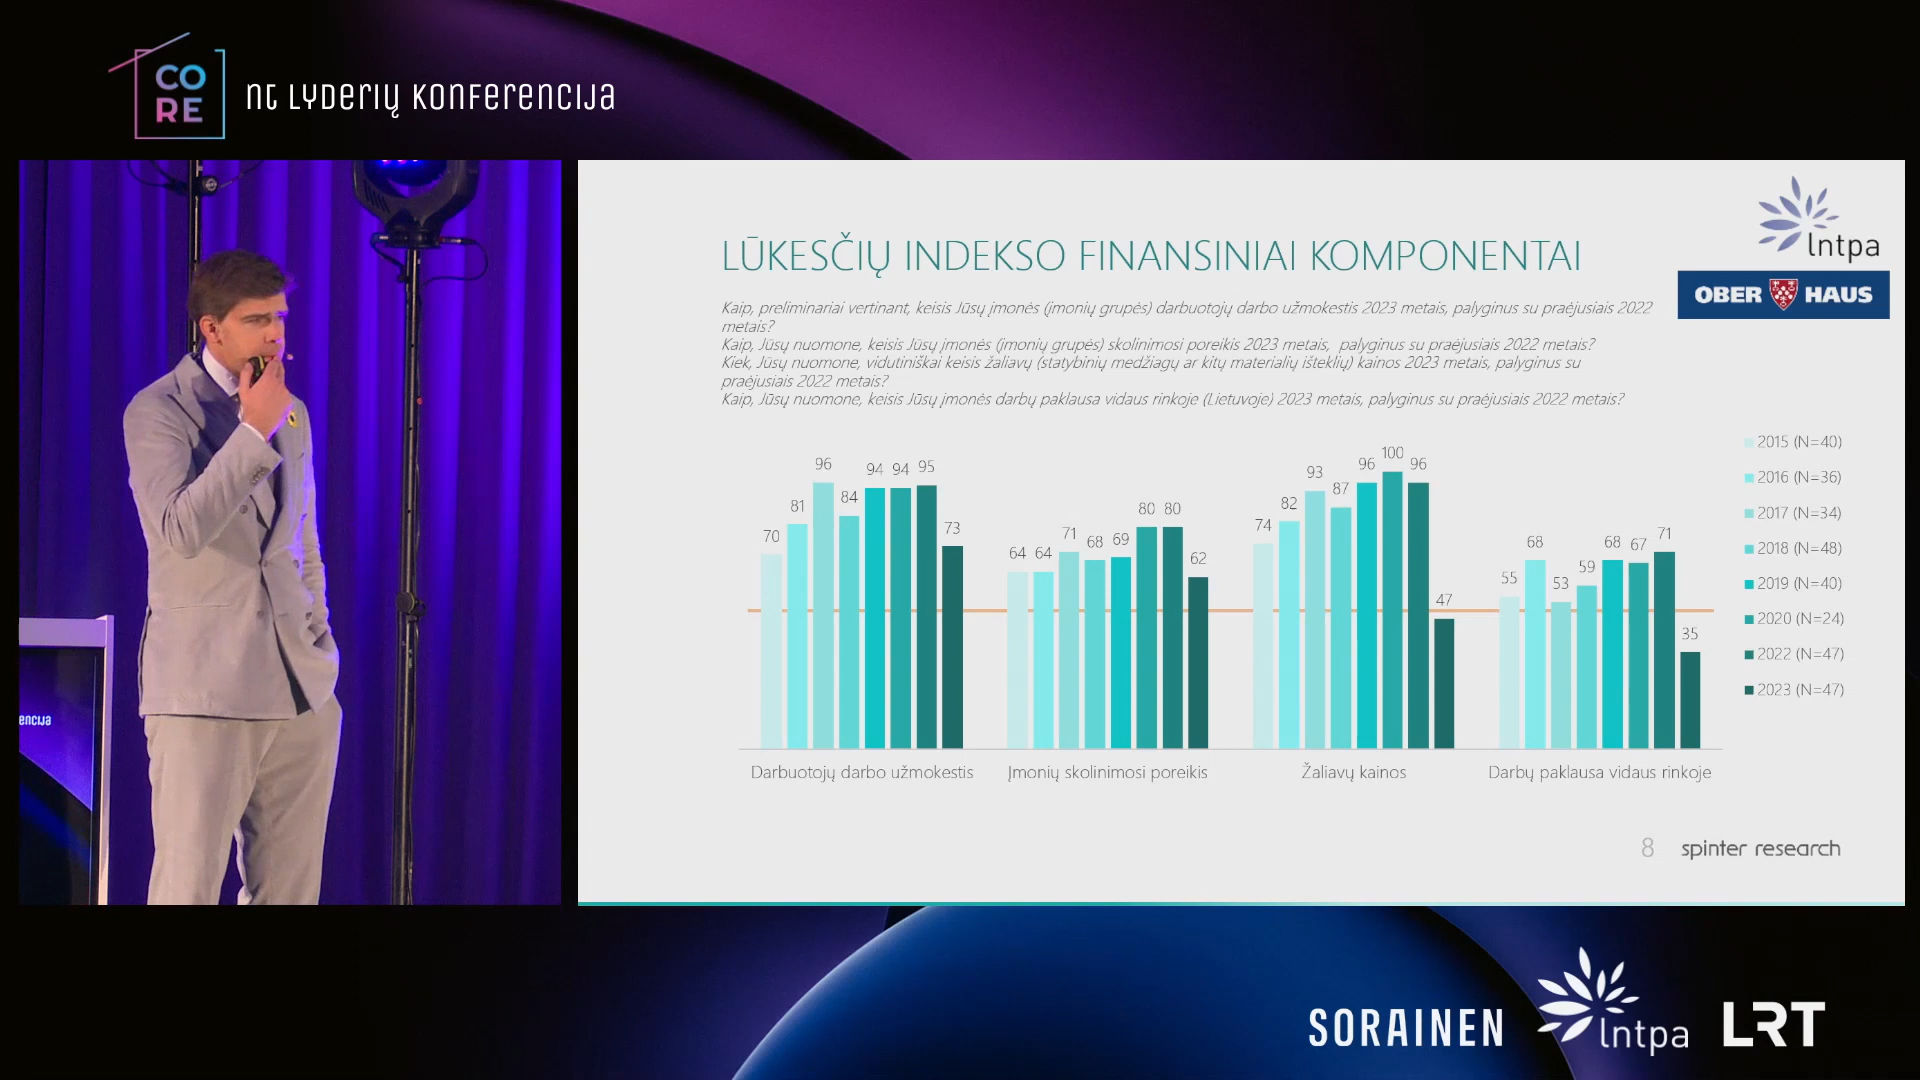 CO
RE
nt Lyderių Konferencija
lntpa
OBER HAUS
LŪKESČIŲ INDEKSO FINANSINIAI KOMPONENTAI
Kaip, preliminariai vertinant, keisis Jūsų įmonės (įmonių grupės) darbuotojų darbo užmokestis 2023 metais, palyginus su praėjusiais 2022
metais?
Kaip, Jūsų nuomone, keisis Jūsų įmonės (įmonių grupės) skolinimosi poreikis 2023 metais, palyginus su praėjusiais 2022 metais?
Kiek, Jūsų nuomone, vidutiniškai keisis žaliavų (statybinių medžiagų ar kitų materialių išteklių) kainos 2023 metais, palyginus su
praėjusiais 2022 metais?
Kaip, Jūsų nuomone, keisis Jūsų įmonės darbų paklausa vidaus rinkoje (Lietuvoje) 2023 metais, palyginus su praėjusiais 2022 metais?
70 81 96 84 94 94 95 73
64 64 71 68 69 80 80 62
74 82 93 87 96 100 96 47
55 68 53 59 68 67 71 35
2015 (N=40)
2016 (N=36)
2017 (N=34)
2018 (N=48)
2019 (N=40)
2020 (N=24)
2022 (N=47)
2023 (N=47)
Darbuotojų darbo užmokestis
Įmonių skolinimosi poreikis
Žaliavų kainos
Darbų paklausa vidaus rinkoje
8 spinter research
encija
SORAINEN
lntpa
LRT